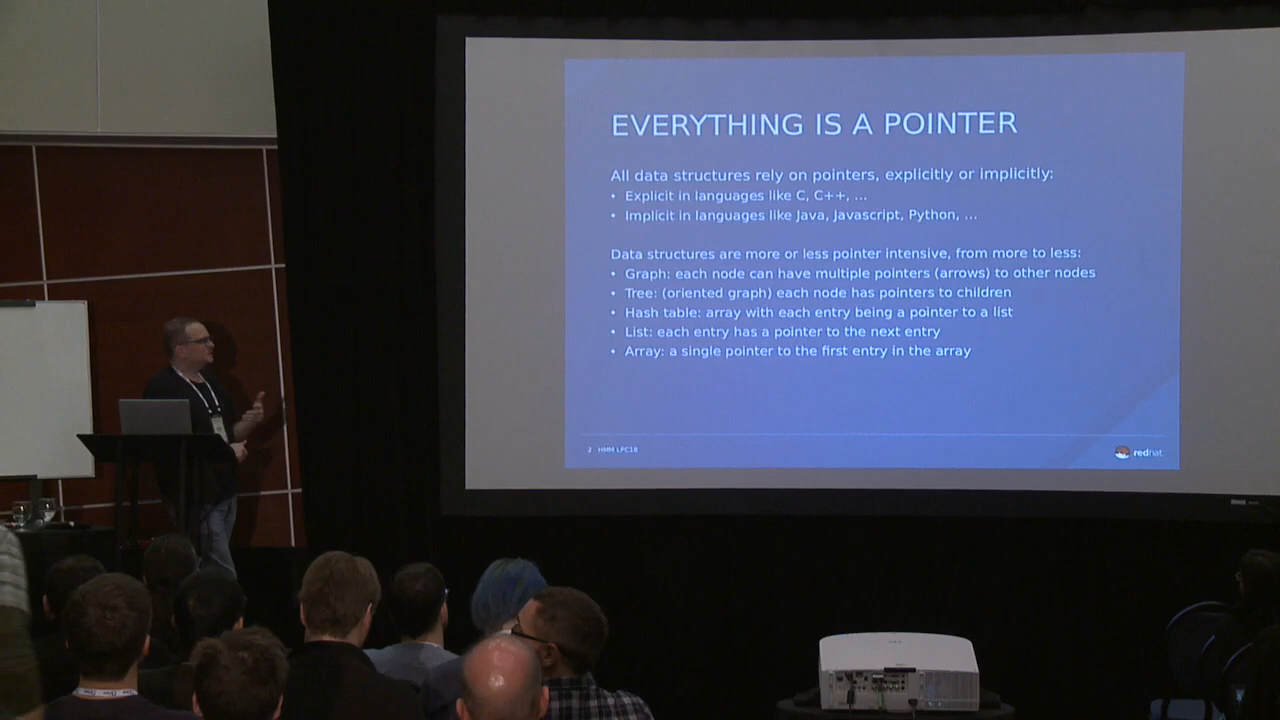 EVERYTHING IS A POINTER
All data structures rely on pointers, explicitly or implicitly:
• Explicit in languages like C, C++, ...
• Implicit in languages like Java, Javascript, Python, ...
Data structures are more or less pointer intensive, from more to less:
• Graph: each node can have multiple pointers (arrows) to other nodes
• Tree: (oriented graph) each node has pointers to children
• Hash table: array with each entry being a pointer to a list
• List: each entry has a pointer to the next entry
• Array: a single pointer to the first entry in the array
2 HMM LPC18
redhat.